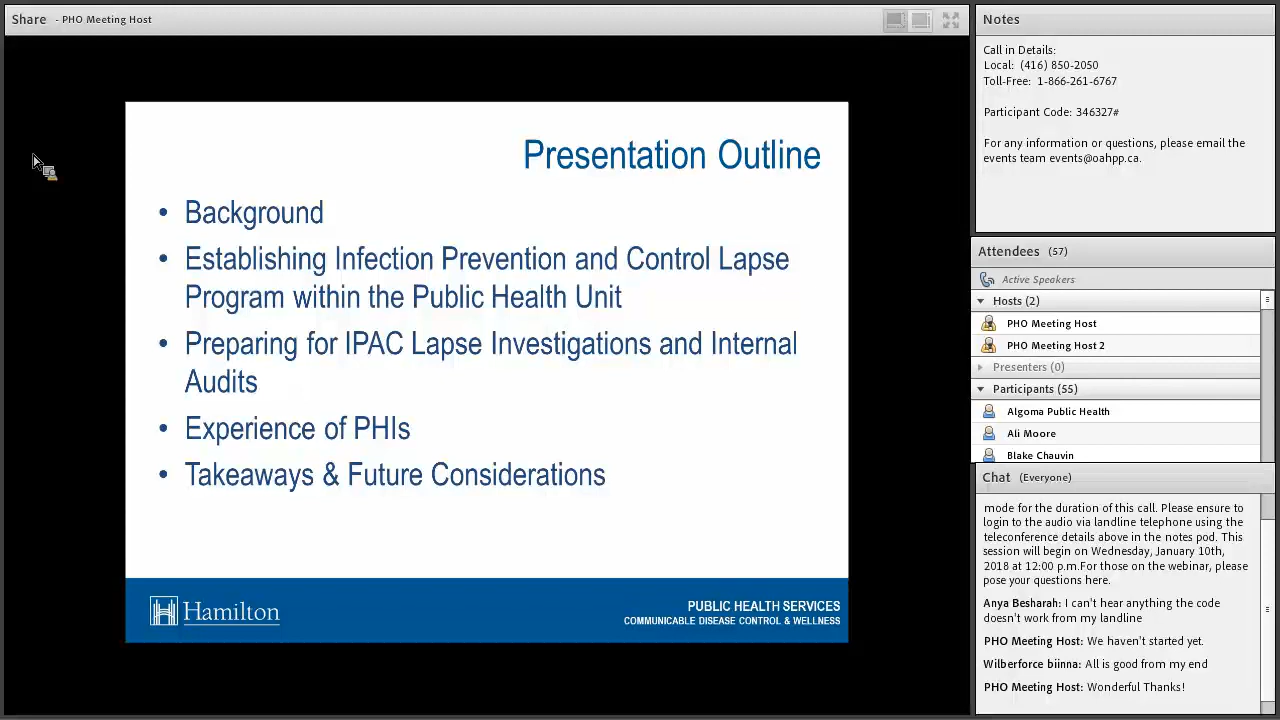 Share - PHO Meeting Host
Presentation Outline
• Background
• Establishing Infection Prevention and Control Lapse
Program within the Public Health Unit
• Preparing for IPAC Lapse Investigations and Internal
Audits
• Experience of PHIs
• Takeaways & Future Considerations
Hamilton
PUBLIC HEALTH SERVICES
COMMUNICABLE DISEASE CONTROL & WELLNESS
Notes
Call in Details:
Local: (416) 850-2050
Toll-Free: 1-866-261-6767
Participant Code: 346327#
For any information or questions, please email the
events team events@oahpp.ca.
Attendees (57)
Active Speakers
Hosts (2)
PHO Meeting Host
PHO Meeting Host 2
Presenters (0)
Participants (55)
Algoma Public Health
Ali Moore
Blake Chauvin
Chat (Everyone)
mode for the duration of this call. Please ensure to
login to the audio via landline telephone using the
teleconference details above in the notes pod. This
session will begin on Wednesday, January 10th,
2018 at 12:00 p.m.For those on the webinar, please
pose your questions here.
Anya Besharah: I can't hear anything the code
doesn't work from my landline
PHO Meeting Host: We haven't started yet.
Wilberforce biinna: All is good from my end
PHO Meeting Host: Wonderful Thanks!